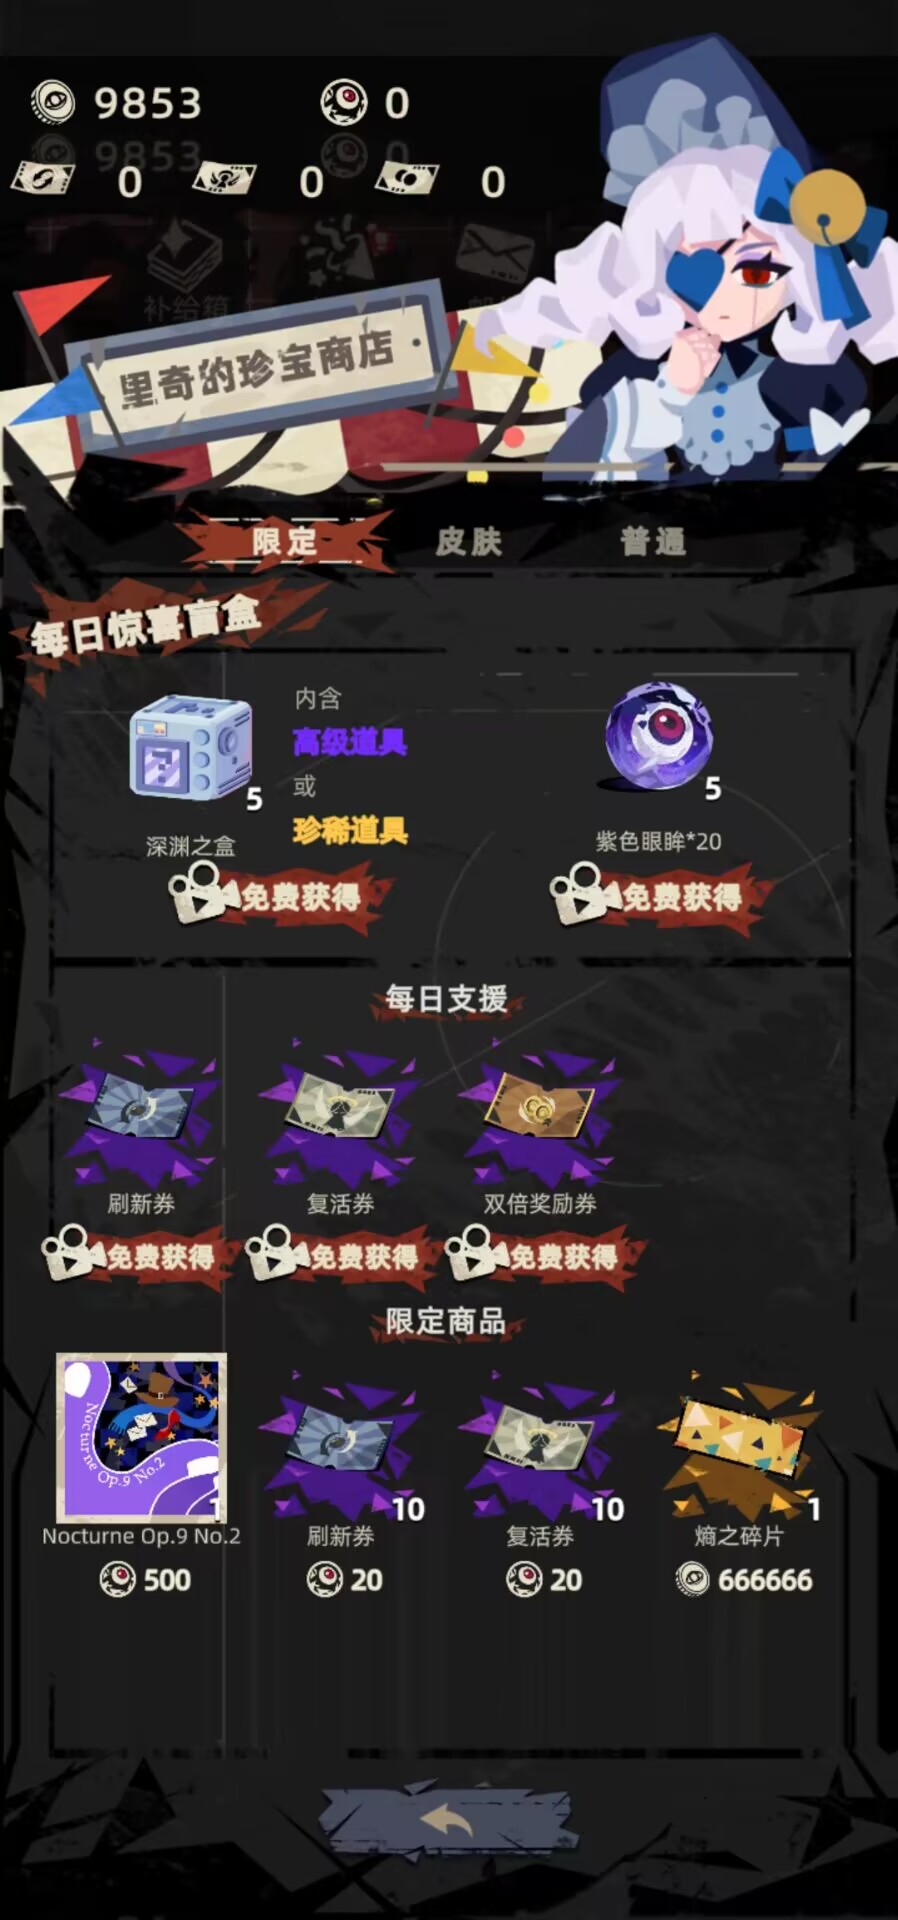 9853
0
9853
0
0
0
0
补给箱
里奇的珍宝商店
限定
皮肤
普通
每日惊喜盲盒
内含
高级道具
或
珍稀道具
5
5
深渊之盒
紫色眼眸*20
免费获得
免费获得
每日支援
刷新券
复活券
双倍奖励券
免费获得
免费获得
免费获得
限定商品
Nocturne Op.9 No.2
1
10
10
1
Nocturne Op.9 No.2
刷新券
复活券
熵之碎片
500
20
20
666666